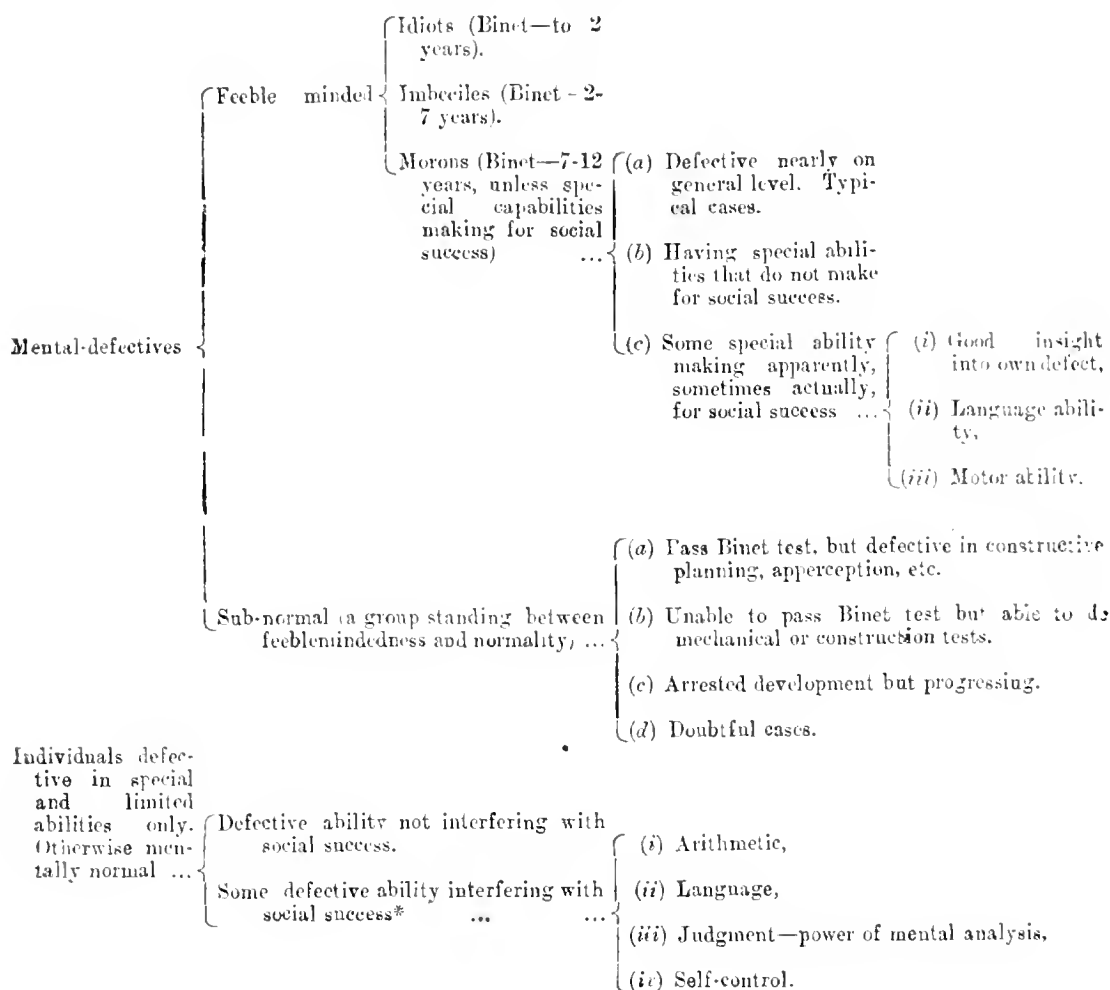 Idiots (Binet—to 2
years).
Feeble minded
Imbeciles (Binet - 2-
7 years).
Morons (Binet—7-12
years, unless spe-
cial capabilities
making for social
success) ...
(a) Defective nearly on
general level. Typi-
cal cases.
(b) Having special abili-
ties that do not make
for social success.
Mental-defectives
(c) Some special ability
making apparently,
sometimes actually,
for social success ...
(i) Good insight
into own defect,
(ii) Language abili-
ty,
(iii) Motor ability.
Sub-normal (a group standing between
feeblemindedness and normality) ...
(a) Pass Binet test, but defective in constructive
planning, apperception, etc.
(b) Unable to pass Binet test but able to do
mechanical or construction tests.
(c) Arrested development but progressing.
(d) Doubtful cases.
Individuals defec-
tive in special
and limited
abilities only.
Otherwise men-
tally normal ...
Defective ability not interfering with
social success.
Some defective ability interfering with
social success* ... ...
(i) Arithmetic,
(ii) Language,
(iii) Judgment—power of mental analysis,
(iv) Self-control.